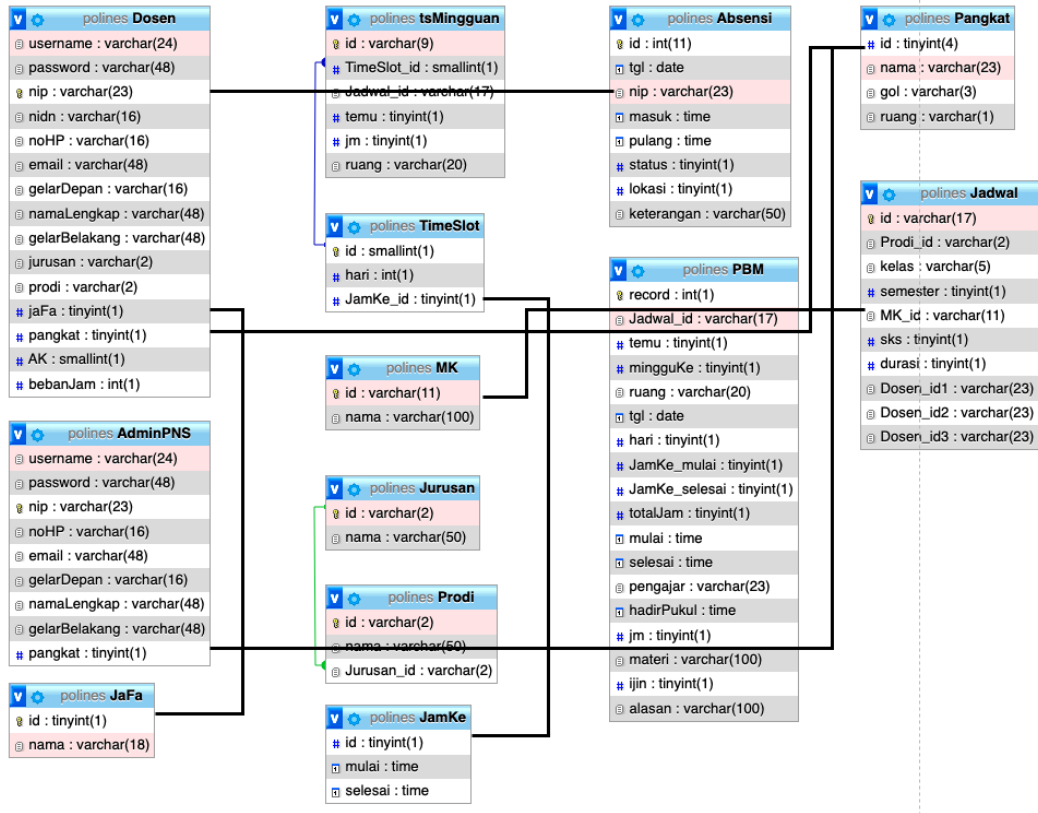 polines Dosen
username : varchar(24)
password : varchar(48)
nip : varchar(23)
nidn : varchar(16)
noHP : varchar(16)
email : varchar(48)
gelarDepan : varchar(16)
namaLengkap : varchar(48)
gelarBelakang : varchar(48)
jurusan : varchar(2)
prodi : varchar(2)
jaFa : tinyint(1)
pangkat : tinyint(1)
AK : smallint(1)
bebanJam : int(1)
polines AdminPNS
username : varchar(24)
password : varchar(48)
nip : varchar(23)
noHP : varchar(16)
email : varchar(48)
gelarDepan : varchar(16)
namaLengkap : varchar(48)
gelarBelakang : varchar(48)
pangkat : tinyint(1)
polines JaFa
id : tinyint(1)
nama : varchar(18)
polines tsMingguan
id : varchar(9)
TimeSlot_id : smallint(1)
Jadwal_id : varchar(17)
temu : tinyint(1)
jm : tinyint(1)
ruang : varchar(20)
polines TimeSlot
id : smallint(1)
hari : int(1)
JamKe_id : tinyint(1)
polines MK
id : varchar(11)
nama : varchar(100)
polines Jurusan
id : varchar(2)
nama : varchar(50)
polines Prodi
id : varchar(2)
nama : varchar(50)
Jurusan_id : varchar(2)
polines JamKe
id : tinyint(1)
mulai : time
selesai : time
polines Absensi
id : int(11)
tgl : date
nip : varchar(23)
masuk : time
pulang : time
status : tinyint(1)
lokasi : tinyint(1)
keterangan : varchar(50)
polines PBM
record : int(1)
Jadwal_id : varchar(17)
temu : tinyint(1)
mingguKe : tinyint(1)
ruang : varchar(20)
tgl : date
hari : tinyint(1)
JamKe_mulai : tinyint(1)
JamKe_selesai : tinyint(1)
totalJam : tinyint(1)
mulai : time
selesai : time
pengajar : varchar(23)
hadirPukul : time
jm : tinyint(1)
materi : varchar(100)
ijin : tinyint(1)
alasan : varchar(100)
polines Pangkat
id : tinyint(4)
nama : varchar(23)
gol : varchar(3)
ruang : varchar(1)
polines Jadwal
id : varchar(17)
Prodi_id : varchar(2)
kelas : varchar(5)
semester : tinyint(1)
MK_id : varchar(11)
sks : tinyint(1)
durasi : tinyint(1)
Dosen_id1 : varchar(23)
Dosen_id2 : varchar(23)
Dosen_id3 : varchar(23)